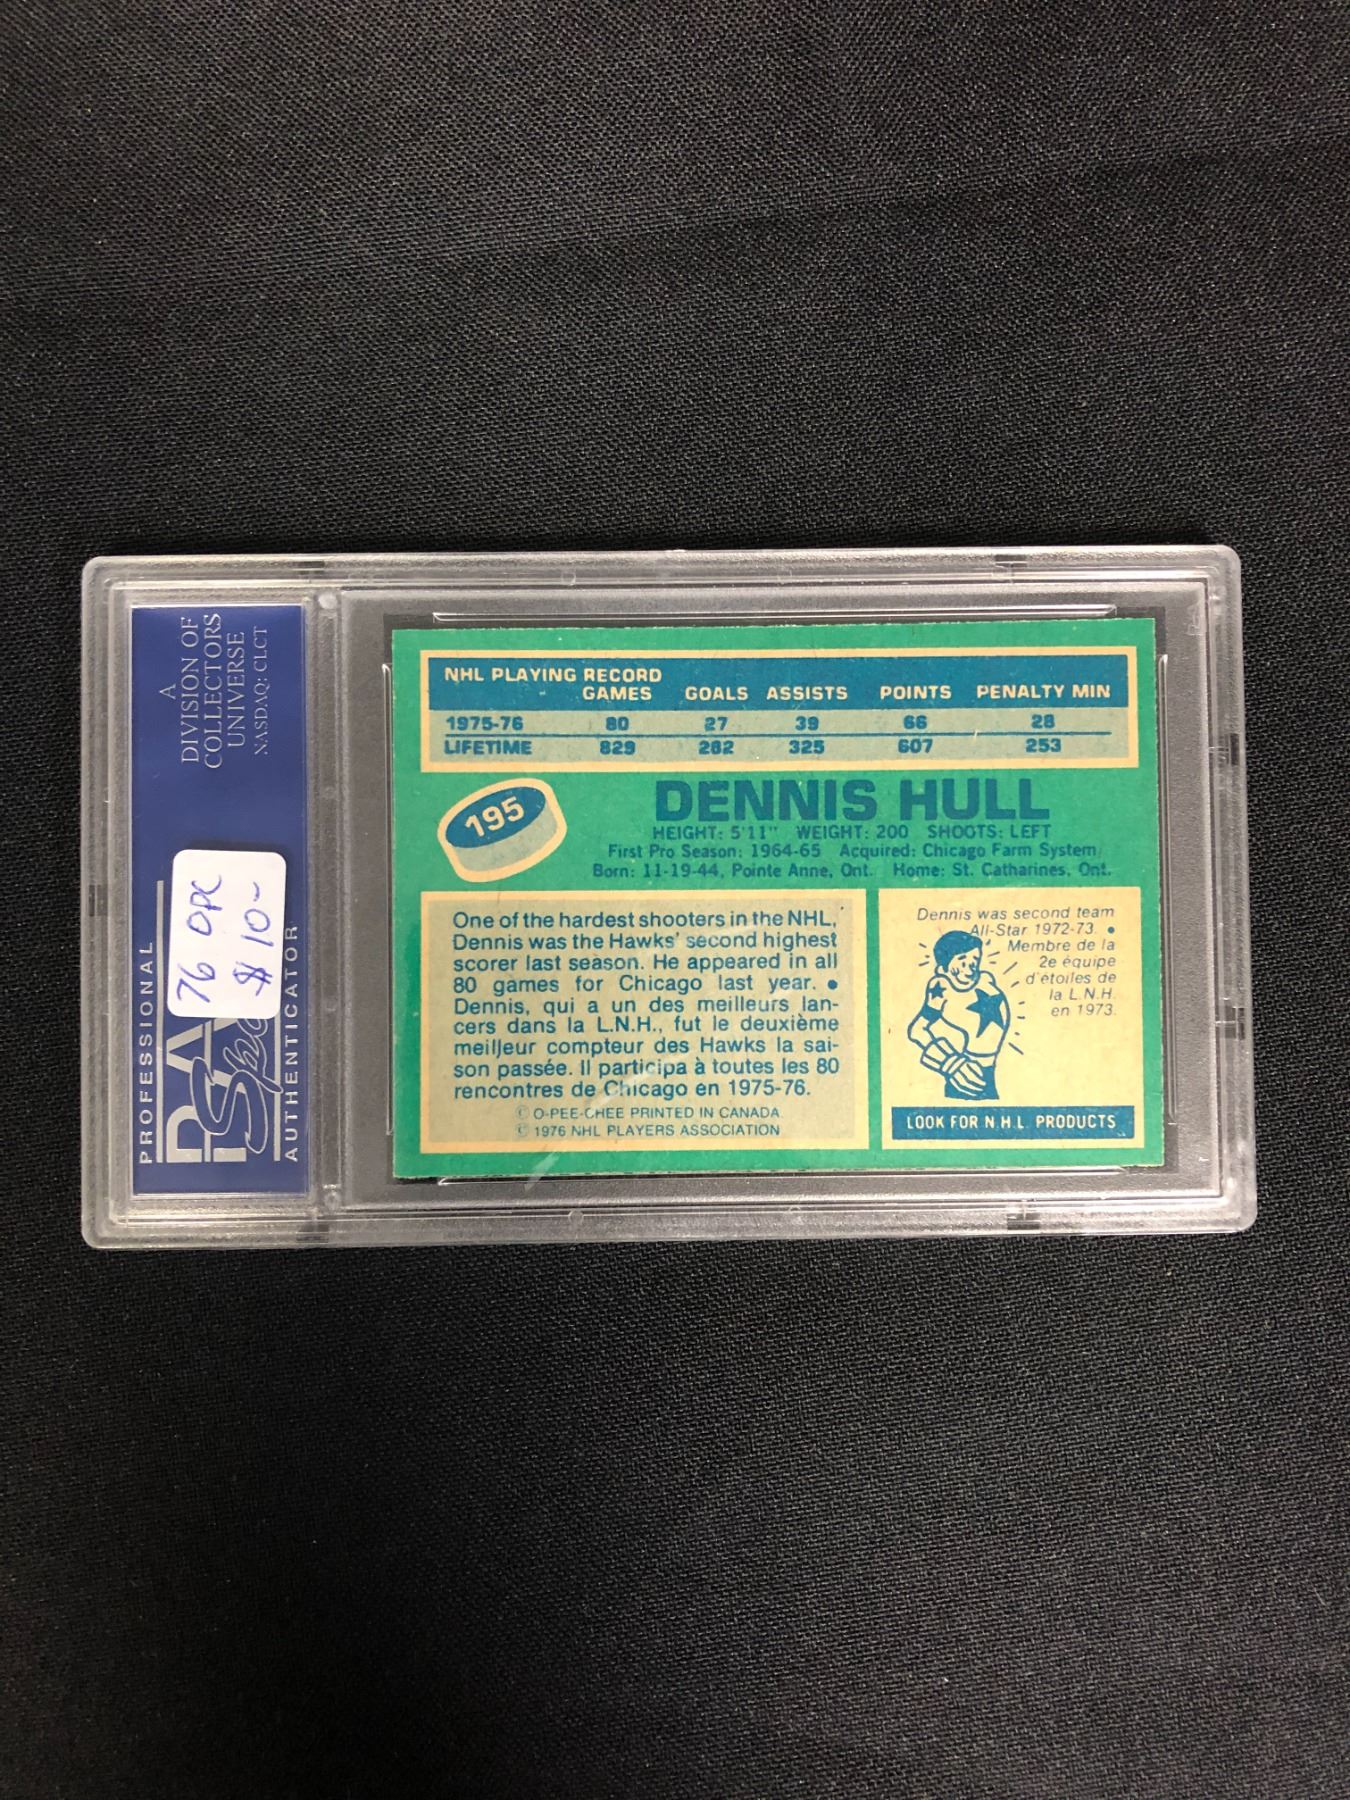 A
DIVISION OF
COLLECTORS
UNIVERSE
NASDAQ: CLCT
76 OPC
$10-
PROFESSIONAL
PSA
AUTHENTICATOR
NHL PLAYING RECORD
GAMES GOALS ASSISTS POINTS PENALTY MIN
1975-76 80 27 39 66 28
LIFETIME 829 282 325 607 253
195
DENNIS HULL
HEIGHT: 5'11" WEIGHT: 200 SHOOTS: LEFT
First Pro Season: 1964-65 Acquired: Chicago Farm System
Born: 11-19-44, Pointe Anne, Ont. Home: St. Catharines, Ont.
One of the hardest shooters in the NHL,
Dennis was the Hawks' second highest
scorer last season. He appeared in all
80 games for Chicago last year. •
Dennis, qui a un des meilleurs lan-
cers dans la L.N.H., fut le deuxième
meilleur compteur des Hawks la sai-
son passée. Il participa à toutes les 80
rencontres de Chicago en 1975-76.
© O-PEE-CHEE PRINTED IN CANADA
© 1976 NHL PLAYERS ASSOCIATION
Dennis was second team
All-Star 1972-73. •
Membre de la
2e équipe
d'étoiles de
la L.N.H.
en 1973.
LOOK FOR N.H.L. PRODUCTS